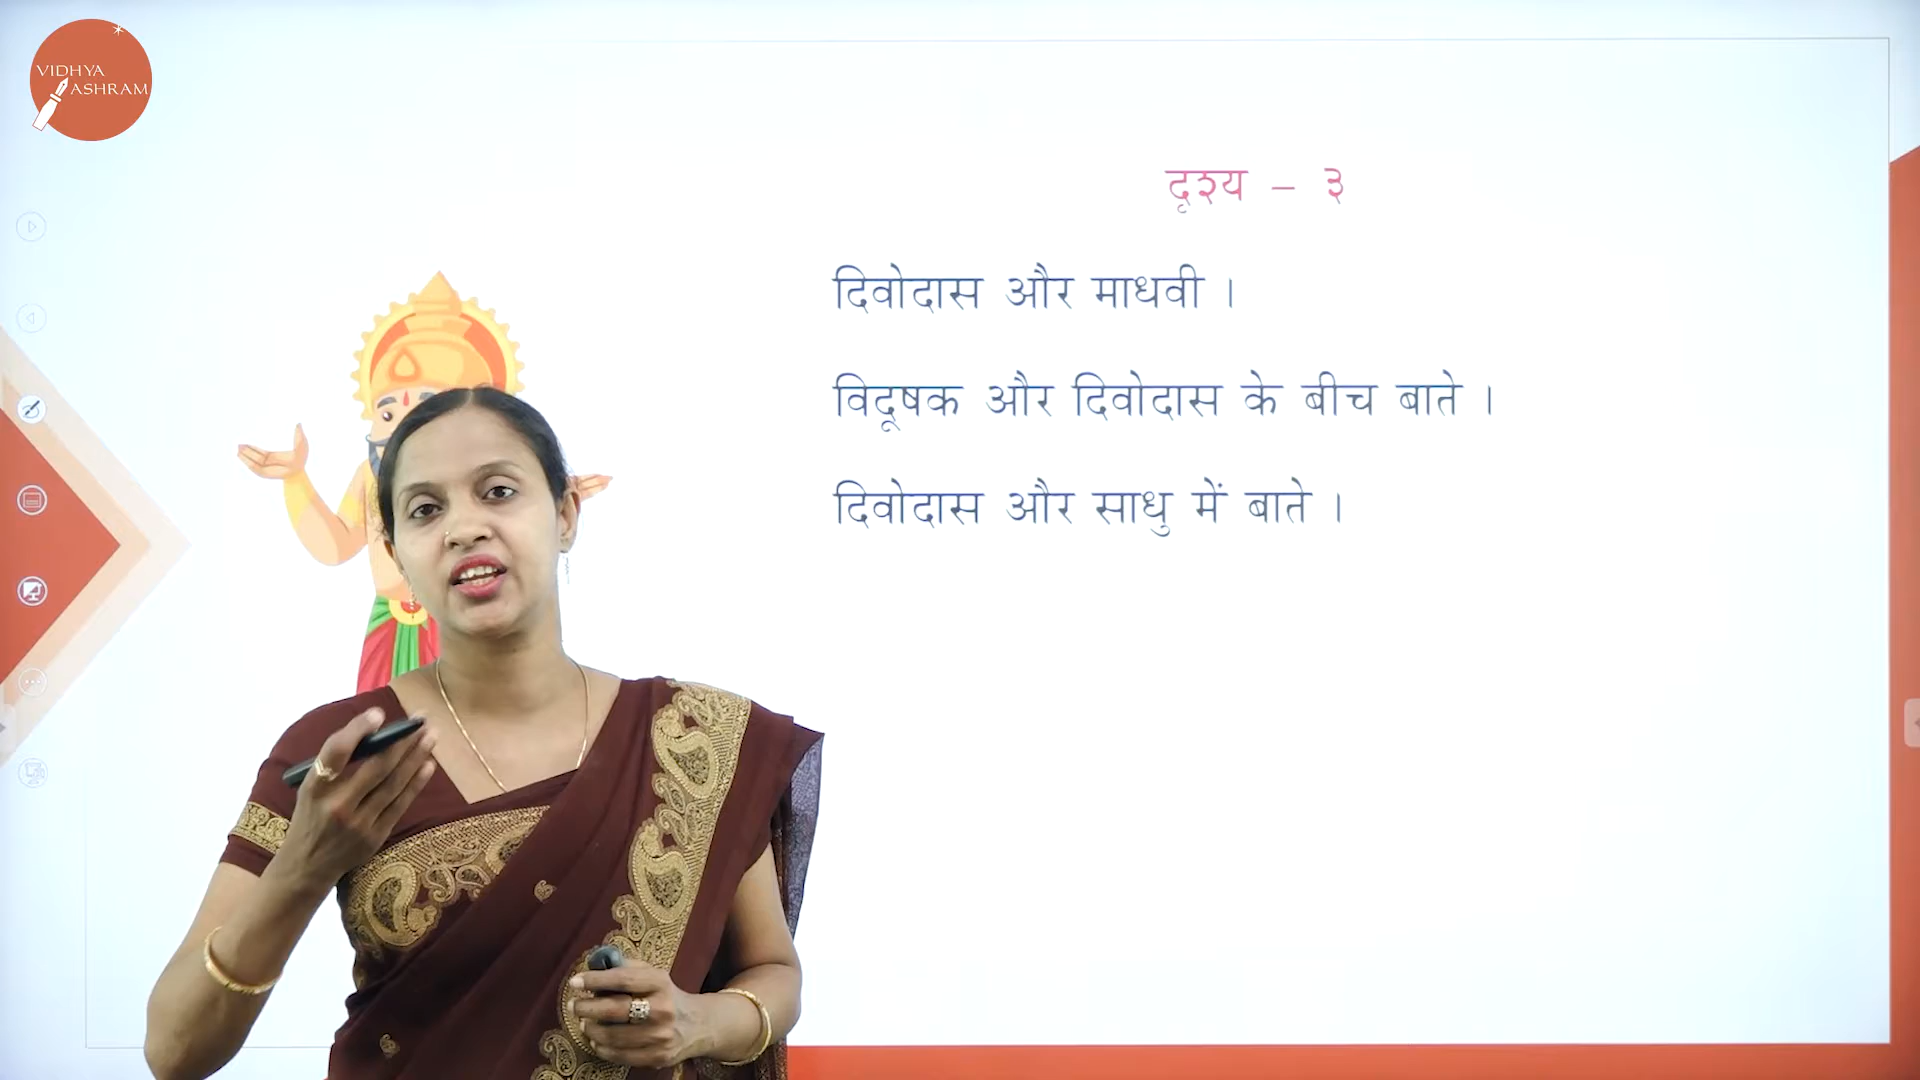 VIDHYA
ASHRAM
दृश्य – ३
दिवोदास और माधवी ।
विदूषक और दिवोदास के बीच बाते ।
दिवोदास और साधु में बाते ।